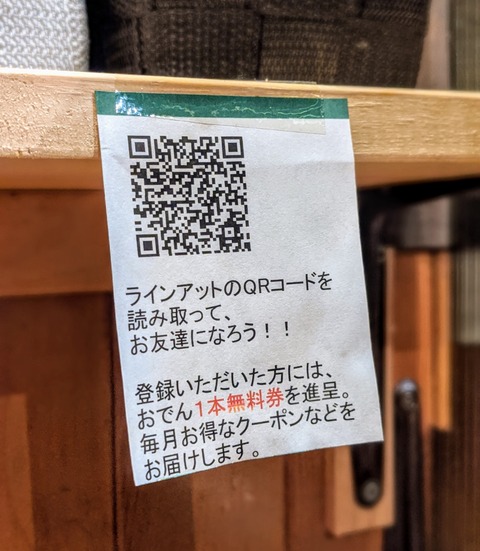 ラインアットのQRコードを
読み取って、
お友達になろう！！
登録いただいた方には、
おでん1本無料券を進呈。
毎月お得なクーポンなどを
お届けします。